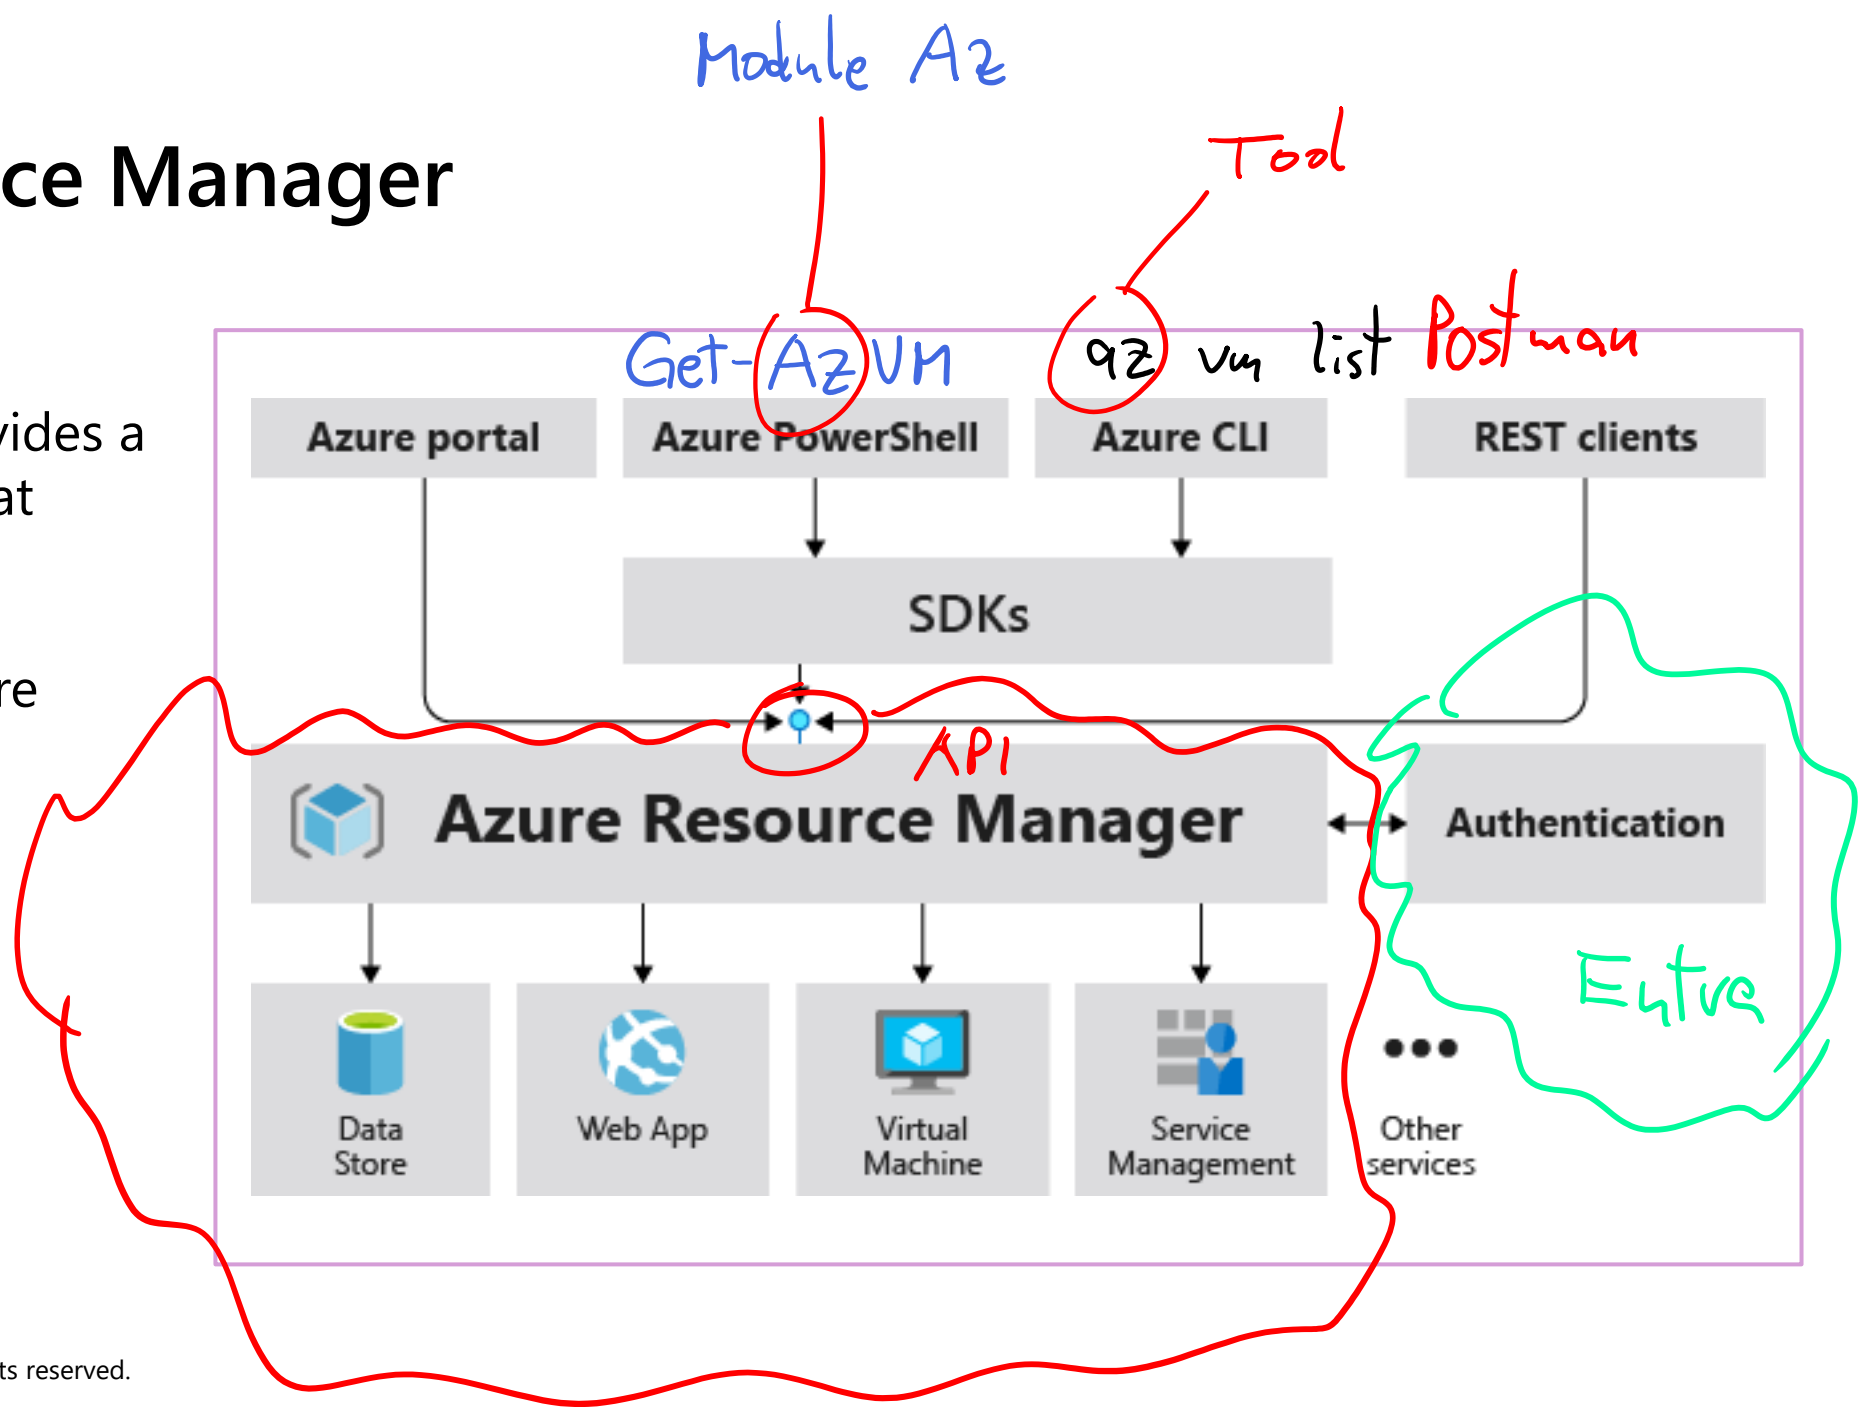 Module Az
Tool
ce Manager
Get-AzVM
az vm list
Postman
vides a
at
re
Azure portal
Azure PowerShell
Azure CLI
REST clients
SDKs
API
Azure Resource Manager
Authentication
Entra
Data
Store
Web App
Virtual
Machine
Service
Management
Other
services
ts reserved.